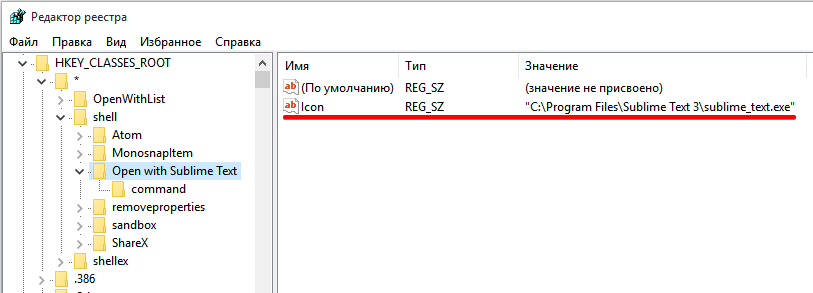 Редактор реестра
Файл Правка Вид Избранное Справка
HKEY_CLASSES_ROOT
*
OpenWithList
shell
Atom
MonosnapItem
Open with Sublime Text
command
removeproperties
sandbox
ShareX
shellex
.386
Имя Тип Значение
(По умолчанию) REG_SZ (значение не присвоено)
Icon REG_SZ "C:\Program Files\Sublime Text 3\sublime_text.exe"